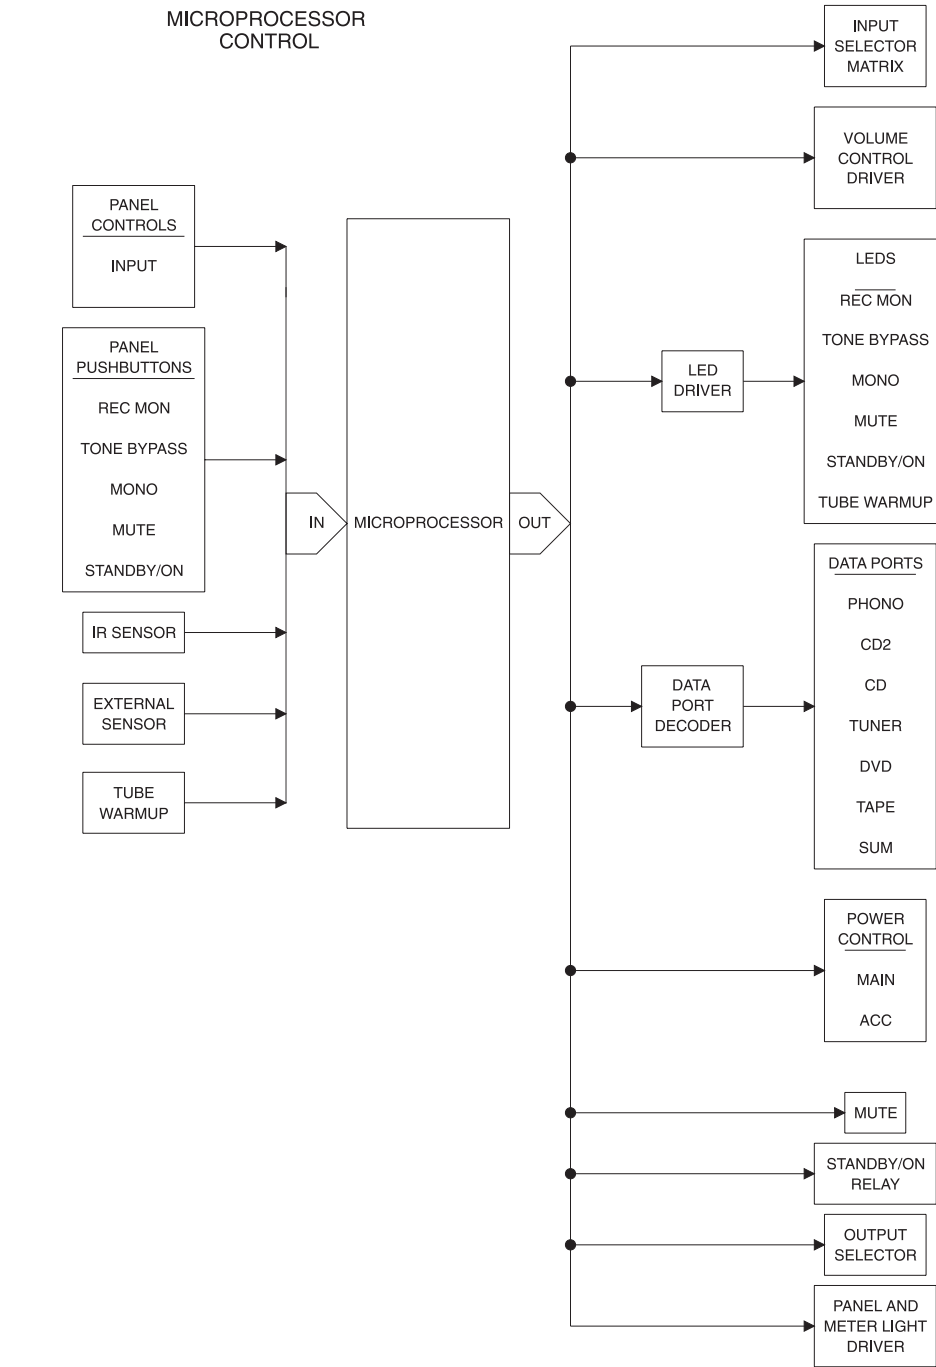 MICROPROCESSOR
CONTROL
PANEL
CONTROLS
INPUT
PANEL
PUSHBUTTONS
REC MON
TONE BYPASS
MONO
MUTE
STANDBY/ON
IR SENSOR
EXTERNAL
SENSOR
TUBE
WARMUP
IN
MICROPROCESSOR
OUT
INPUT
SELECTOR
MATRIX
VOLUME
CONTROL
DRIVER
LED
DRIVER
LEDS
REC MON
TONE BYPASS
MONO
MUTE
STANDBY/ON
TUBE WARMUP
DATA
PORT
DECODER
DATA PORTS
PHONO
CD2
CD
TUNER
DVD
TAPE
SUM
POWER
CONTROL
MAIN
ACC
MUTE
STANDBY/ON
RELAY
OUTPUT
SELECTOR
PANEL AND
METER LIGHT
DRIVER